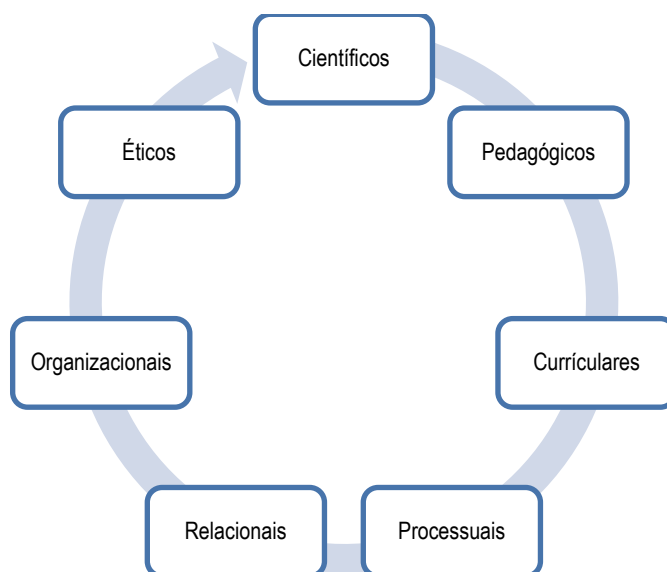 Científicos
Pedagógicos
Currículares
Processuais
Relacionais
Organizacionais
Éticos